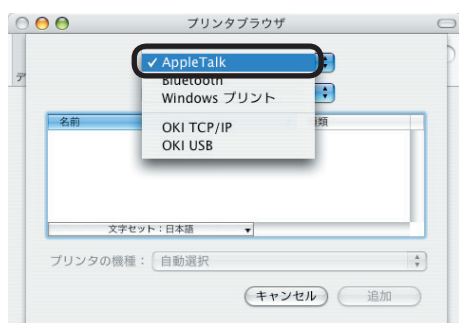 プリンタブラウザ
デ
✓ AppleTalk
Bluetooth
Windows プリント
OKI TCP/IP
OKI USB
名前
種類
文字セット：日本語
プリンタの機種：
自動選択
キャンセル
追加